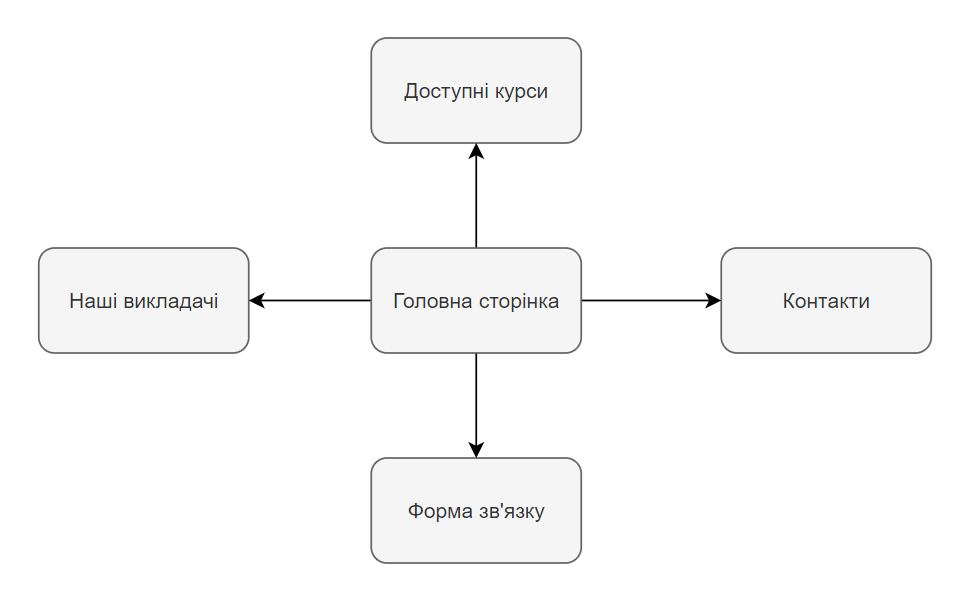 Доступні курси
Наші викладачі
Головна сторінка
Контакти
Форма зв'язку